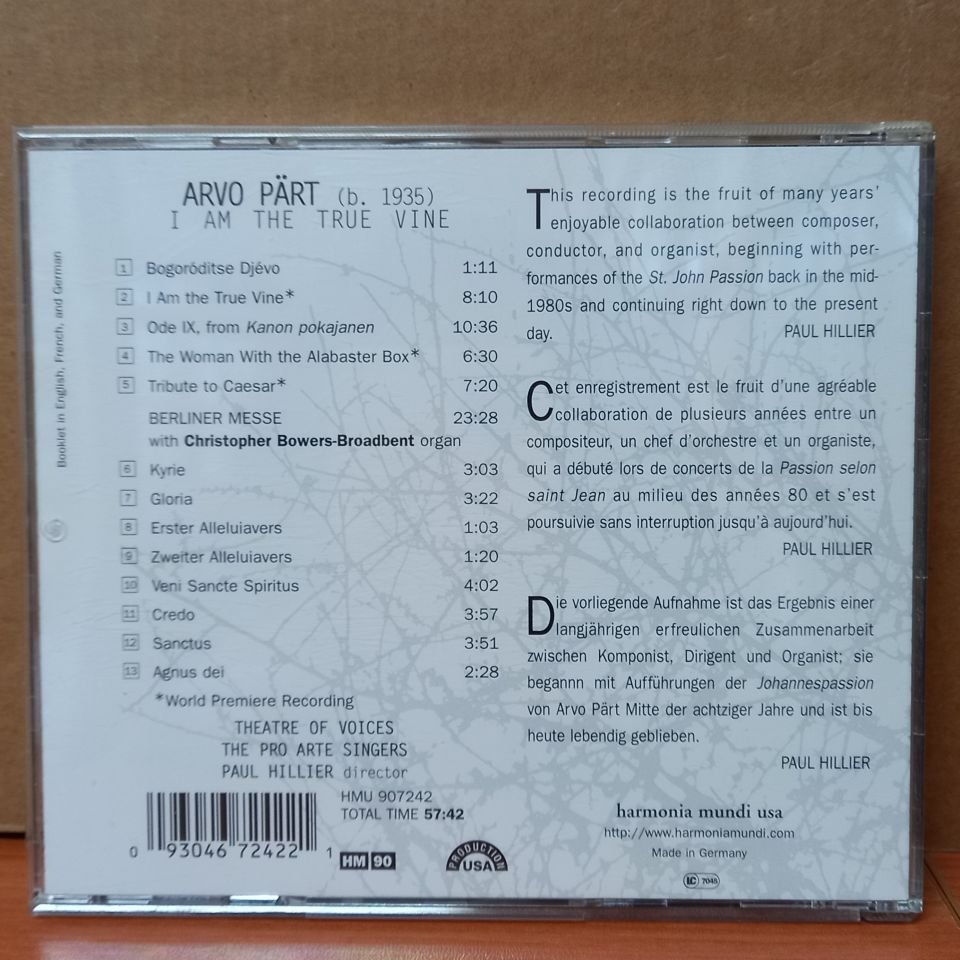 ARVO PÄRT (b. 1935)
I AM THE TRUE VINE
1 Bogoróditse Djévo 1:11
2 I Am the True Vine* 8:10
3 Ode IX, from Kanon pokajanen 10:36
4 The Woman With the Alabaster Box* 6:30
5 Tribute to Caesar* 7:20
BERLINER MESSE 23:28
with Christopher Bowers-Broadbent organ
6 Kyrie 3:03
7 Gloria 3:22
8 Erster Alleluiavers 1:03
9 Zweiter Alleluiavers 1:20
10 Veni Sancte Spiritus 4:02
11 Credo 3:57
12 Sanctus 3:51
13 Agnus dei 2:28
*World Premiere Recording
THEATRE OF VOICES
THE PRO ARTE SINGERS
PAUL HILLIER director
HMU 907242
TOTAL TIME 57:42
0 93046 72422 1
HM 90
PRODUCTION
USA
Booklet in English, French, and German
This recording is the fruit of many years'
enjoyable collaboration between composer,
conductor, and organist, beginning with per-
formances of the St. John Passion back in the mid-
1980s and continuing right down to the present
day. PAUL HILLIER
Cet enregistrement est le fruit d'une agréable
collaboration de plusieurs années entre un
compositeur, un chef d'orchestre et un organiste,
qui a débuté lors de concerts de la Passion selon
saint Jean au milieu des années 80 et s'est
poursuivie sans interruption jusqu'à aujourd'hui.
PAUL HILLIER
Die vorliegende Aufnahme ist das Ergebnis einer
langjährigen erfreulichen Zusammenarbeit
zwischen Komponist, Dirigent und Organist; sie
begannn mit Aufführungen der Johannespassion
von Arvo Pärt Mitte der achtziger Jahre und ist bis
heute lebendig geblieben.
PAUL HILLIER
harmonia mundi usa
http://www.harmoniamundi.com
Made in Germany
LC 7045